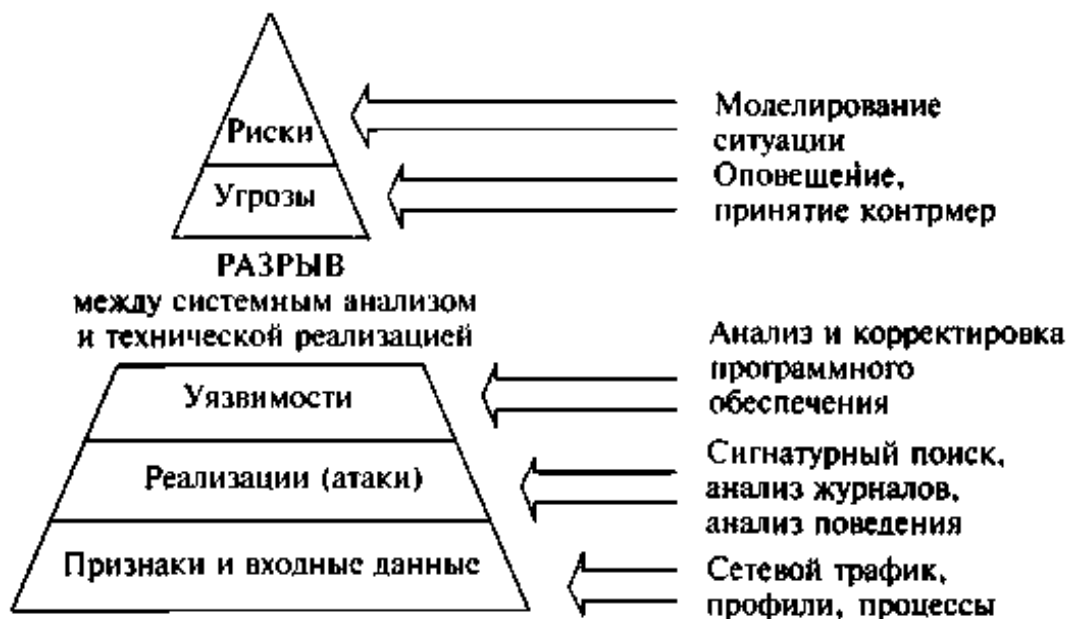 Риски
Моделирование
ситуации
Угрозы
Оповещение,
принятие контрмер
РАЗРЫВ
между системным анализом
и технической реализацией
Уязвимости
Анализ и корректировка
программного
обеспечения
Реализации (атаки)
Сигнатурный поиск,
анализ журналов,
анализ поведения
Признаки и входные данные
Сетевой трафик,
профили, процессы